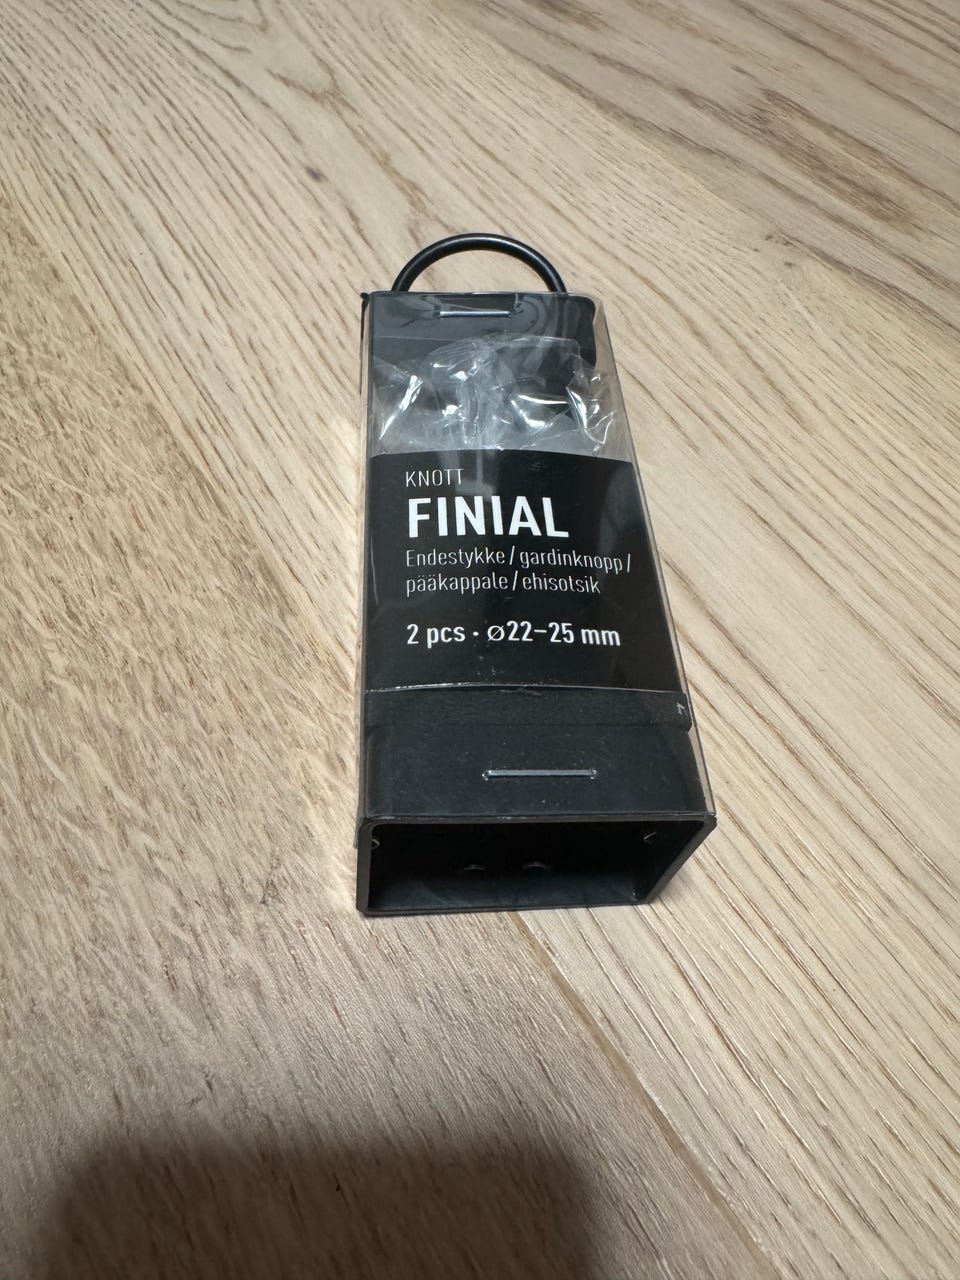 KNOTT
FINIAL
Endestykke / gardinknopp /
pääkappale / ehisotsik
2 pcs · ø22–25 mm